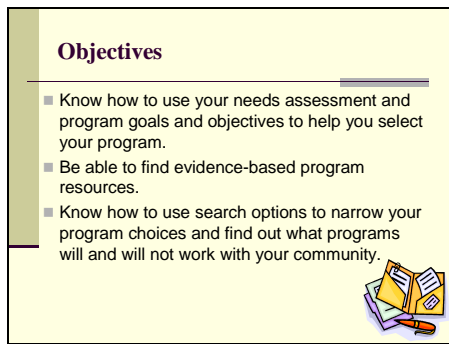 Objectives
Know how to use your needs assessment and
program goals and objectives to help you select
your program.
Be able to find evidence-based program
resources.
Know how to use search options to narrow your
program choices and find out what programs
will and will not work with your community.